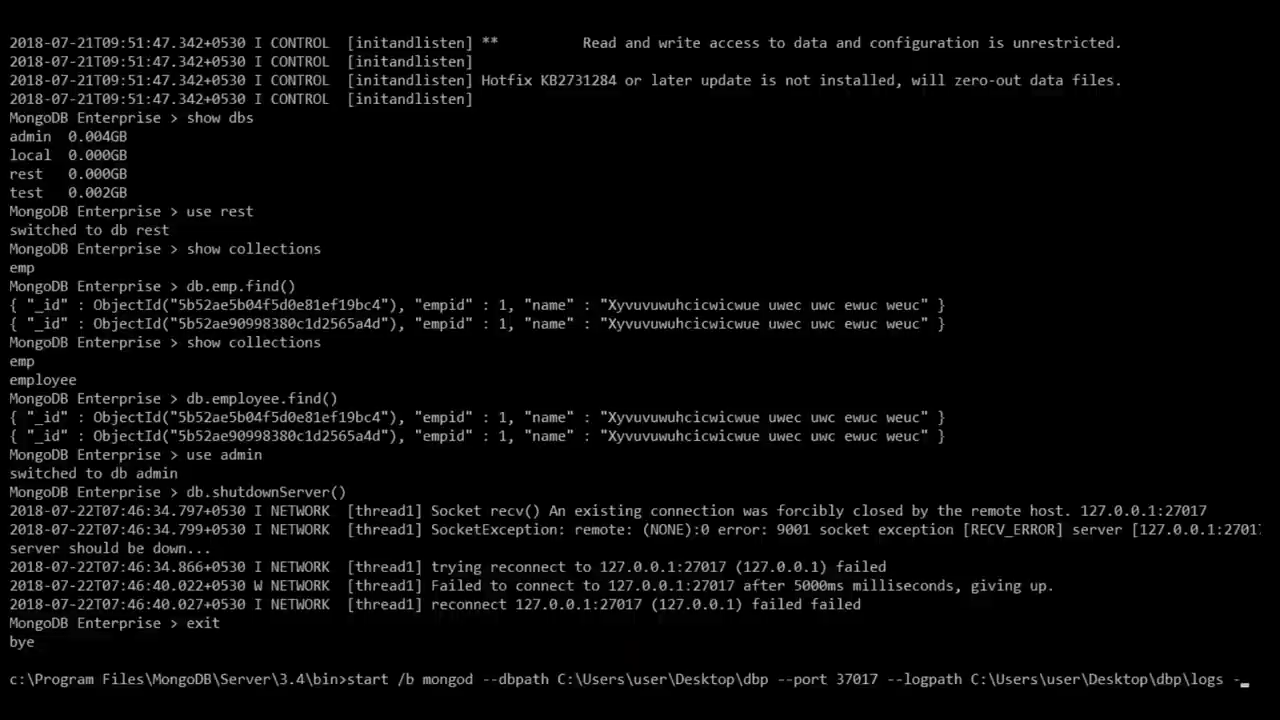 2018-07-21T09:51:47.342+0530 I CONTROL  [initandlisten] **          Read and write access to data and configuration is unrestricted.
2018-07-21T09:51:47.342+0530 I CONTROL  [initandlisten]
2018-07-21T09:51:47.342+0530 I CONTROL  [initandlisten] Hotfix KB2731284 or later update is not installed, will zero-out data files.
2018-07-21T09:51:47.342+0530 I CONTROL  [initandlisten]
MongoDB Enterprise > show dbs
admin  0.004GB
local  0.000GB
rest   0.000GB
test   0.002GB
MongoDB Enterprise > use rest
switched to db rest
MongoDB Enterprise > show collections
emp
MongoDB Enterprise > db.emp.find()
{ "_id" : ObjectId("5b52ae5b04f5d0e81ef19bc4"), "empid" : 1, "name" : "Xyvuvuwuhcicwicwue uwec uwc ewuc weuc" }
{ "_id" : ObjectId("5b52ae90998380c1d2565a4d"), "empid" : 1, "name" : "Xyvuvuwuhcicwicwue uwec uwc ewuc weuc" }
MongoDB Enterprise > show collections
emp
employee
MongoDB Enterprise > db.employee.find()
{ "_id" : ObjectId("5b52ae5b04f5d0e81ef19bc4"), "empid" : 1, "name" : "Xyvuvuwuhcicwicwue uwec uwc ewuc weuc" }
{ "_id" : ObjectId("5b52ae90998380c1d2565a4d"), "empid" : 1, "name" : "Xyvuvuwuhcicwicwue uwec uwc ewuc weuc" }
MongoDB Enterprise > use admin
switched to db admin
MongoDB Enterprise > db.shutdownServer()
2018-07-22T07:46:34.797+0530 I NETWORK  [thread1] Socket recv() An existing connection was forcibly closed by the remote host. 127.0.0.1:27017
2018-07-22T07:46:34.799+0530 I NETWORK  [thread1] SocketException: remote: (NONE):0 error: 9001 socket exception [RECV_ERROR] server [127.0.0.1:27017
server should be down...
2018-07-22T07:46:34.866+0530 I NETWORK  [thread1] trying reconnect to 127.0.0.1:27017 (127.0.0.1) failed
2018-07-22T07:46:40.022+0530 W NETWORK  [thread1] Failed to connect to 127.0.0.1:27017 after 5000ms milliseconds, giving up.
2018-07-22T07:46:40.027+0530 I NETWORK  [thread1] reconnect 127.0.0.1:27017 (127.0.0.1) failed failed
MongoDB Enterprise > exit
bye
c:\Program Files\MongoDB\Server\3.4\bin>start /b mongod --dbpath C:\Users\user\Desktop\dbp --port 37017 --logpath C:\Users\user\Desktop\dbp\logs -_